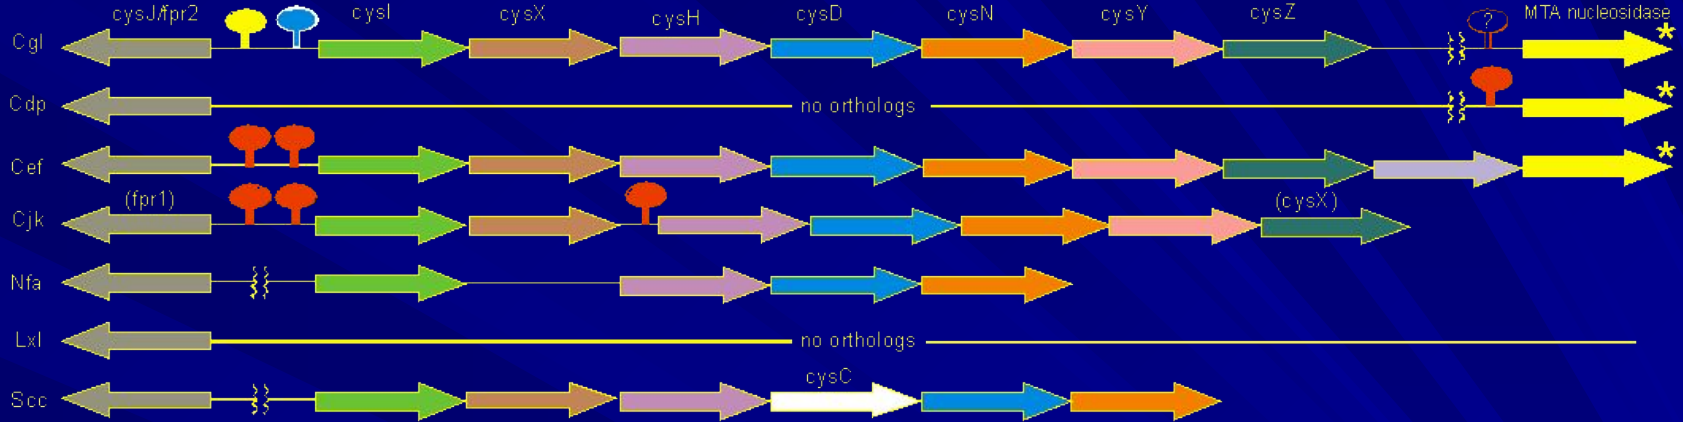 cysJ/fpr2 cysI cysX cysH cysD cysN cysY cysZ ? MTA nucleosidase
Cgl *
Cdp no orthologs *
Cef *
(fpr1) (cysX)
Cjk
Nfa
Lxl no orthologs
cysC
Scc